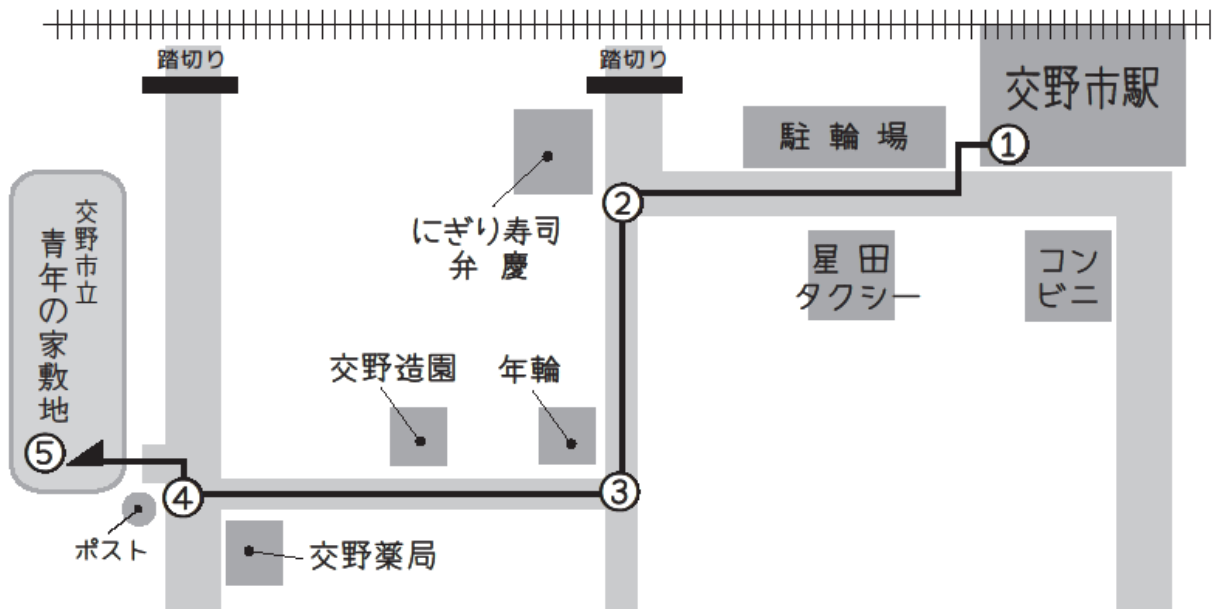 踏切り
踏切り
交野市駅
①
駐輪場
②
にぎり寿司
弁慶
星田
タクシー
コン
ビニ
交野市立
青年の家敷地
交野造園
年輪
⑤
④
③
ポスト
交野薬局